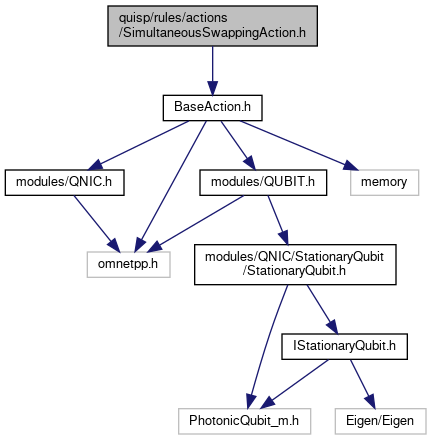 quisp/rules/actions
/SimultaneousSwappingAction.h
BaseAction.h
modules/QNIC.h
modules/QUBIT.h
memory
omnetpp.h
modules/QNIC/StationaryQubit
/StationaryQubit.h
IStationaryQubit.h
PhotonicQubit_m.h
Eigen/Eigen